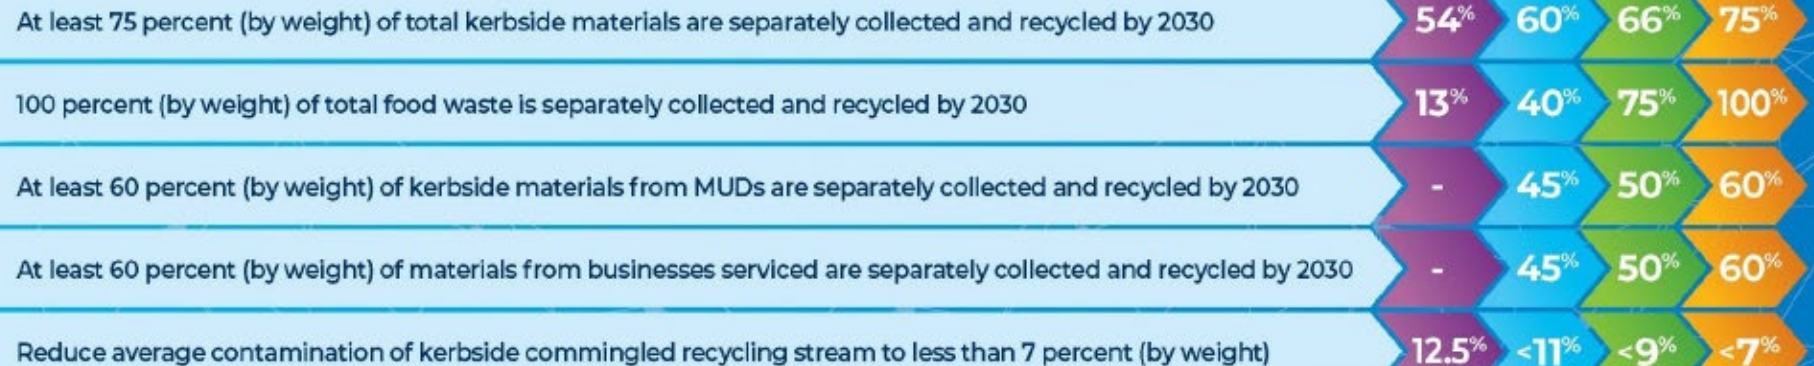 At least 75 percent (by weight) of total kerbside materials are separately collected and recycled by 2030 54% 60% 66% 75%
100 percent (by weight) of total food waste is separately collected and recycled by 2030 13% 40% 75% 100%
At least 60 percent (by weight) of kerbside materials from MUDs are separately collected and recycled by 2030 - 45% 50% 60%
At least 60 percent (by weight) of materials from businesses serviced are separately collected and recycled by 2030 - 45% 50% 60%
Reduce average contamination of kerbside commingled recycling stream to less than 7 percent (by weight) 12.5% <11% <9% <7%